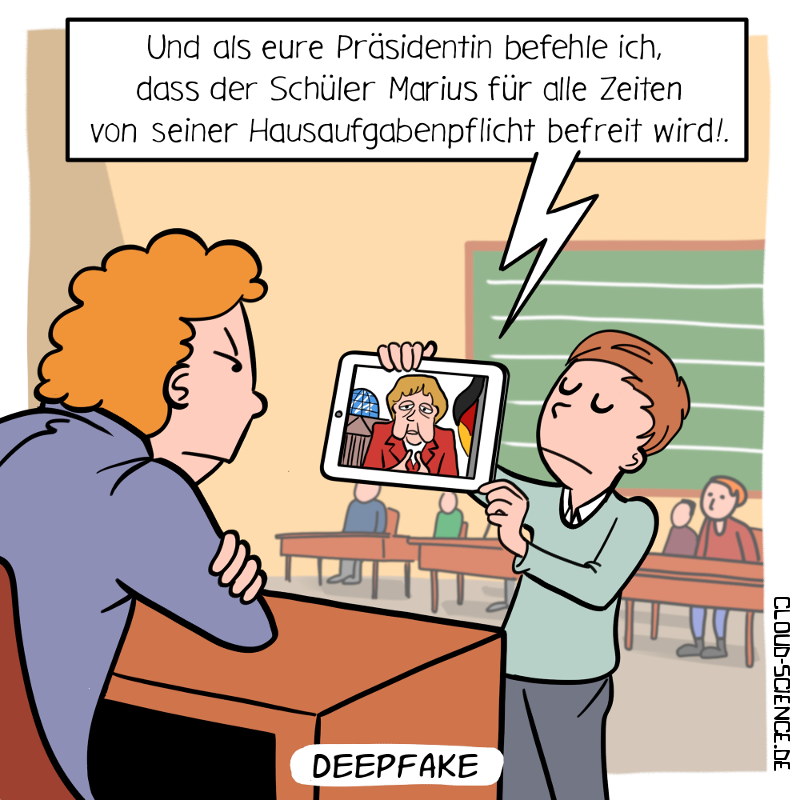 Und als eure Präsidentin befehle ich,
dass der Schüler Marius für alle Zeiten
von seiner Hausaufgabenpflicht befreit wird!.
DEEPFAKE
CLOUD-SCIENCE.DE